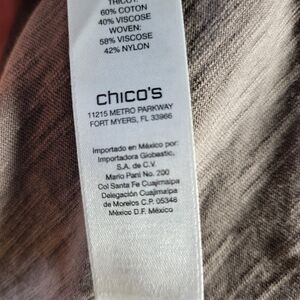 TRICOT:
60% COTON
40% VISCOSE
WOVEN:
58% VISCOSE
42% NYLON
chico's
11215 METRO PARKWAY
FORT MYERS, FL 33966
Importado en México por:
Importadora Globastic,
S.A. de C.V.
Mario Pani No. 200
Col Santa Fe Cuajimalpa
Delegación Cuajimalpa
de Morelos C.P. 05348
México D.F. México